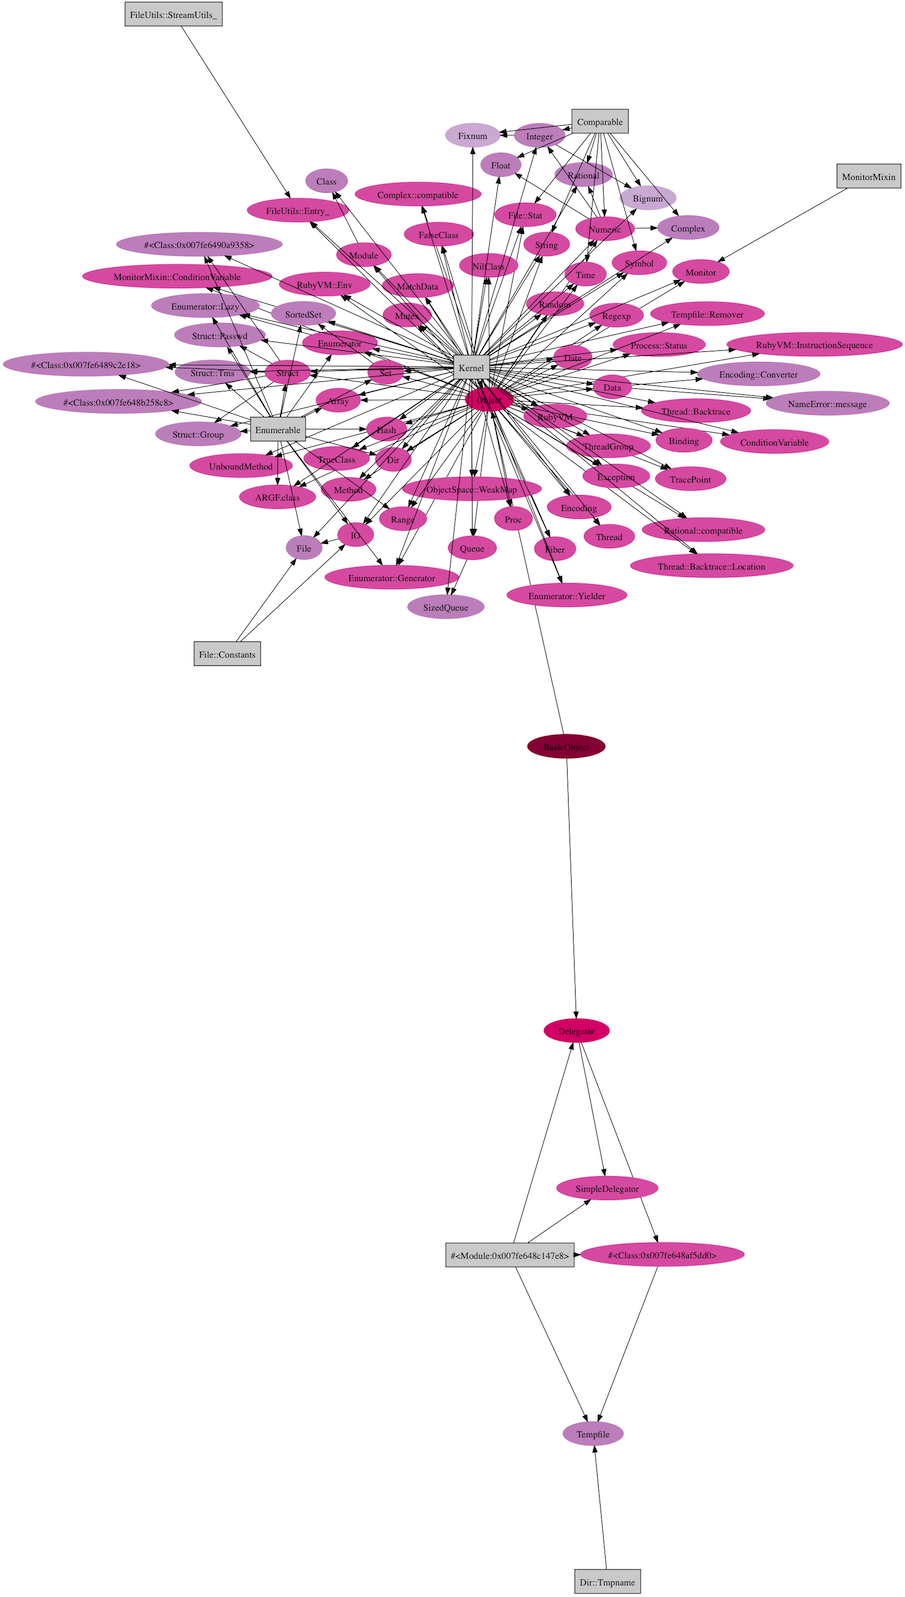 FileUtils::StreamUtils_
Comparable
Fixnum
Integer
Float
MonitorMixin
Rational
Class
Complex::compatible
Bignum
FileUtils::Entry_
File::Stat
Numeric
Complex
FalseClass
#<Class:0x007fe6490a9358>
String
Module
NilClass
Symbol
Monitor
MonitorMixin::ConditionVariable
Time
RubyVM::Env
MatchData
Random
Enumerator::Lazy
SortedSet
Mutex
Regexp
Tempfile::Remover
Struct::Passwd
Enumerator
Process::Status
RubyVM::InstructionSequence
Date
#<Class:0x007fe6489c2e18>
Kernel
Struct::Tms
Struct
Set
Encoding::Converter
Data
#<Class:0x007fe648b258c8>
Array
Object
NameError::message
Thread::Backtrace
RubyVM
Enumerable
Hash
Struct::Group
Binding
ConditionVariable
ThreadGroup
TrueClass
Dir
UnboundMethod
Exception
TracePoint
Method
ObjectSpace::WeakMap
ARGF.class
Encoding
Range
Proc
Rational::compatible
IO
Thread
File
Queue
Fiber
Thread::Backtrace::Location
Enumerator::Generator
Enumerator::Yielder
SizedQueue
File::Constants
BasicObject
Delegator
SimpleDelegator
#<Module:0x007fe648c147e8>
#<Class:0x007fe648af5dd0>
Tempfile
Dir::Tmpname